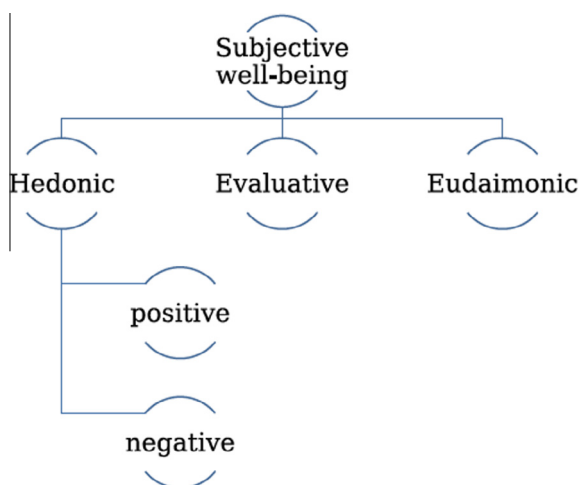 Subjective
well-being
Hedonic
Evaluative
Eudaimonic
positive
negative